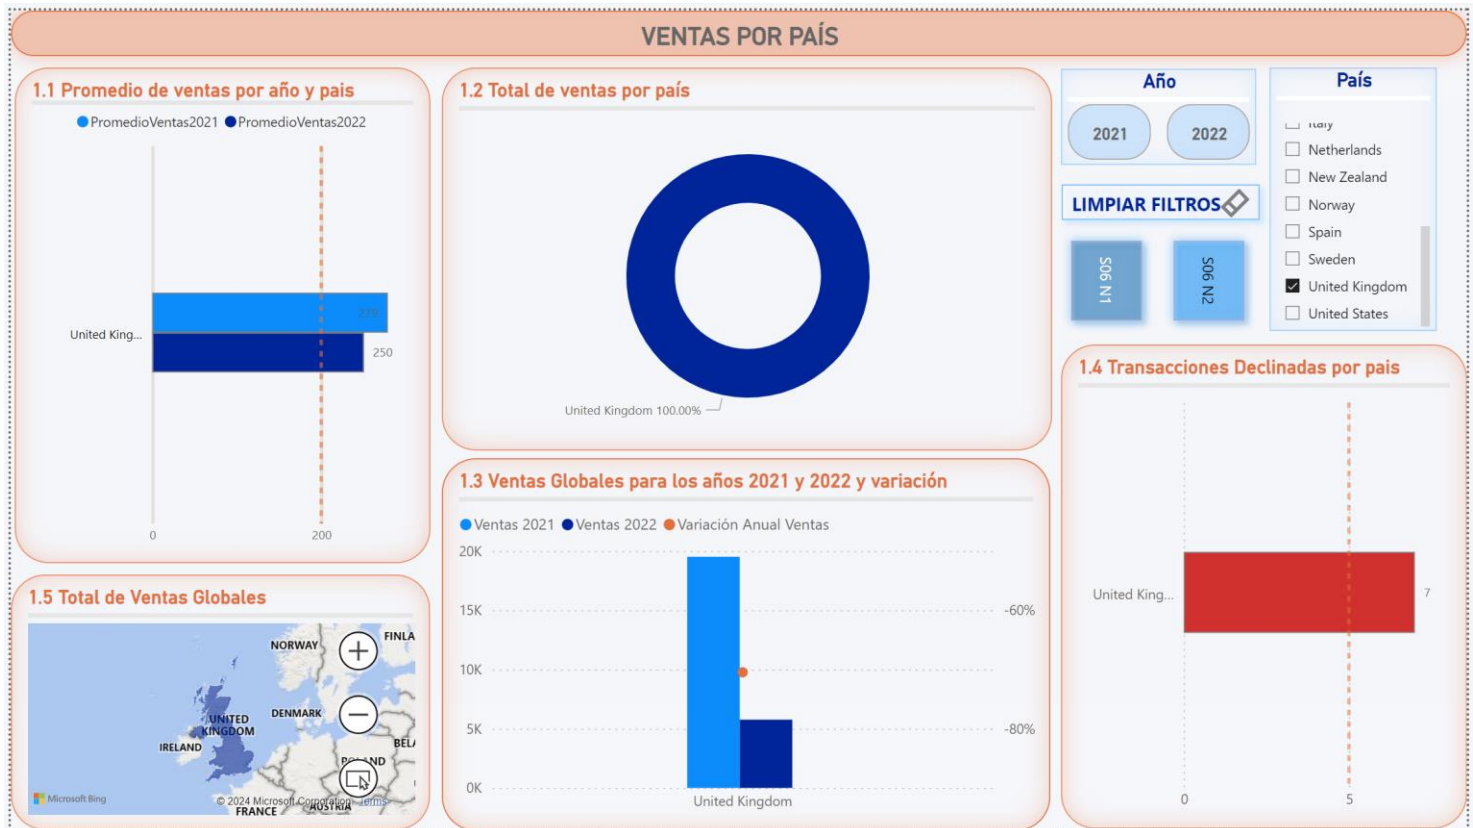 VENTAS POR PAÍS
1.1 Promedio de ventas por año y pais
PromedioVentas2021 PromedioVentas2022
United King...
250
0 200
1.2 Total de ventas por país
United Kingdom 100.00%
Año
2021 2022
LIMPIAR FILTROS
S06 N1
S06 N2
País
Italy
Netherlands
New Zealand
Norway
Spain
Sweden
United Kingdom
United States
1.3 Ventas Globales para los años 2021 y 2022 y variación
Ventas 2021 Ventas 2022 Variación Anual Ventas
20K
15K -60%
10K
5K -80%
0K
United Kingdom
1.4 Transacciones Declinadas por pais
United King...
7
0 5
1.5 Total de Ventas Globales
NORWAY
FINLA
UNITED
KINGDOM
DENMARK
IRELAND
BEL
Microsoft Bing
© 2024 Microsoft Corporation Terms
FRANCE
AUSTRIA